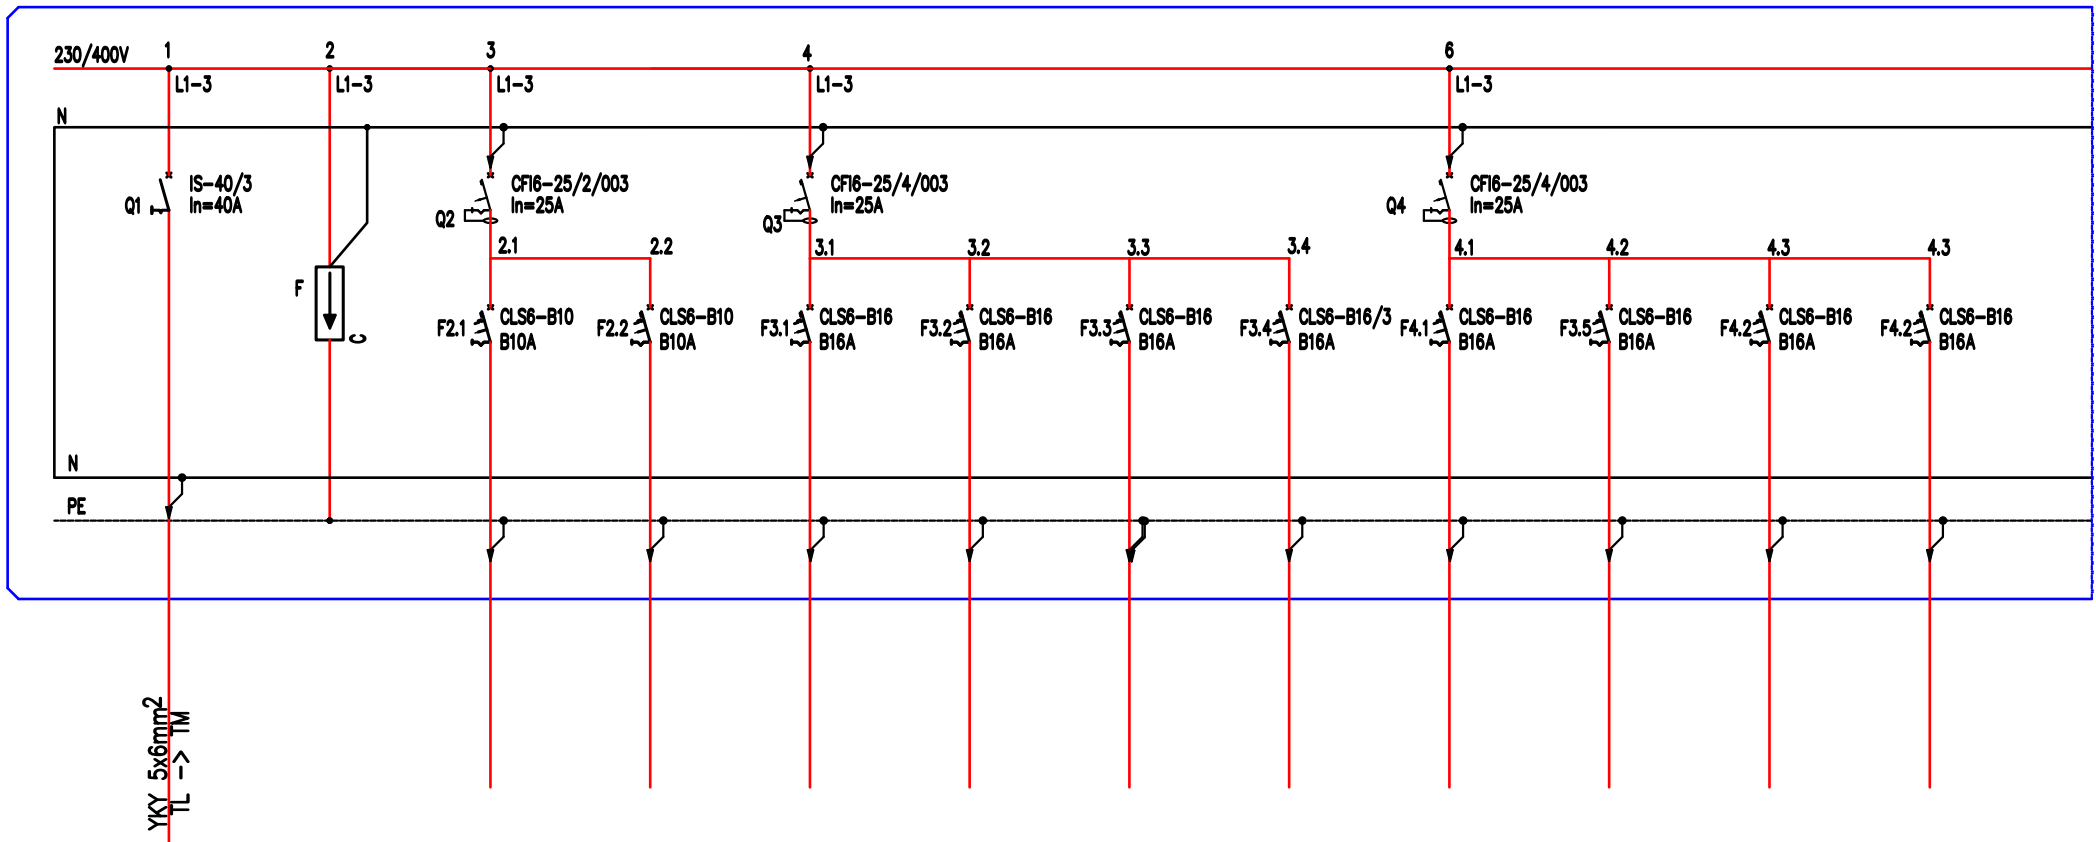 230/400V
1
2
3
4
6
L1-3
L1-3
L1-3
L1-3
L1-3
N
Q1
IS-40/3
In=40A
Q2
CFI6-25/2/003
In=25A
Q3
CFI6-25/4/003
In=25A
Q4
CFI6-25/4/003
In=25A
2.1
2.2
3.1
3.2
3.3
3.4
4.1
4.2
4.3
4.3
F
C
F2.1
CLS6-B10
B10A
F2.2
CLS6-B10
B10A
F3.1
CLS6-B16
B16A
F3.2
CLS6-B16
B16A
F3.3
CLS6-B16
B16A
F3.4
CLS6-B16/3
B16A
F4.1
CLS6-B16
B16A
F3.5
CLS6-B16
B16A
F4.2
CLS6-B16
B16A
F4.2
CLS6-B16
B16A
N
PE
YKY 5x6mm²
TL -> TM